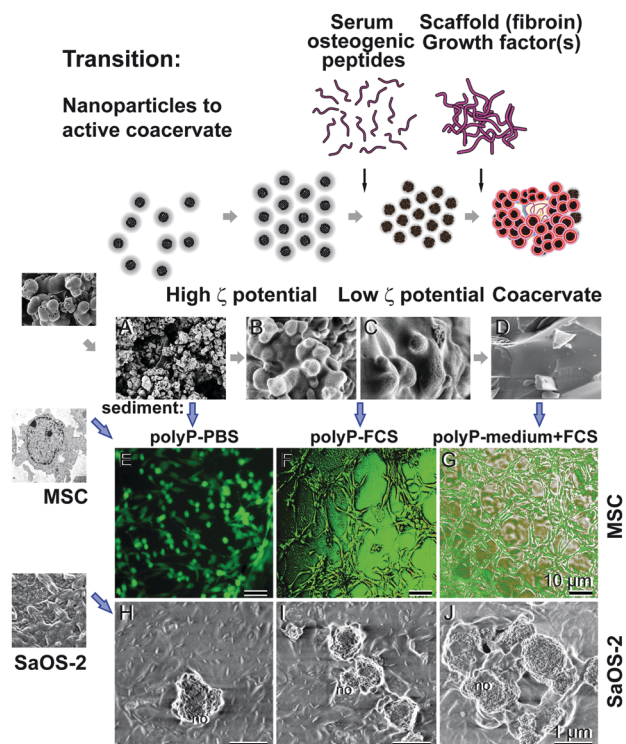 Serum
osteogenic
peptides
Scaffold (fibroin)
Growth factor(s)
Transition:
Nanoparticles to
active coacervate
High ζ potential
Low ζ potential
Coacervate
A
B
C
D
sediment:
polyP-PBS
polyP-FCS
polyP-medium+FCS
MSC
E
F
G
10 µm
MSC
SaOS-2
H
no
I
no
J
no
1 µm
SaOS-2